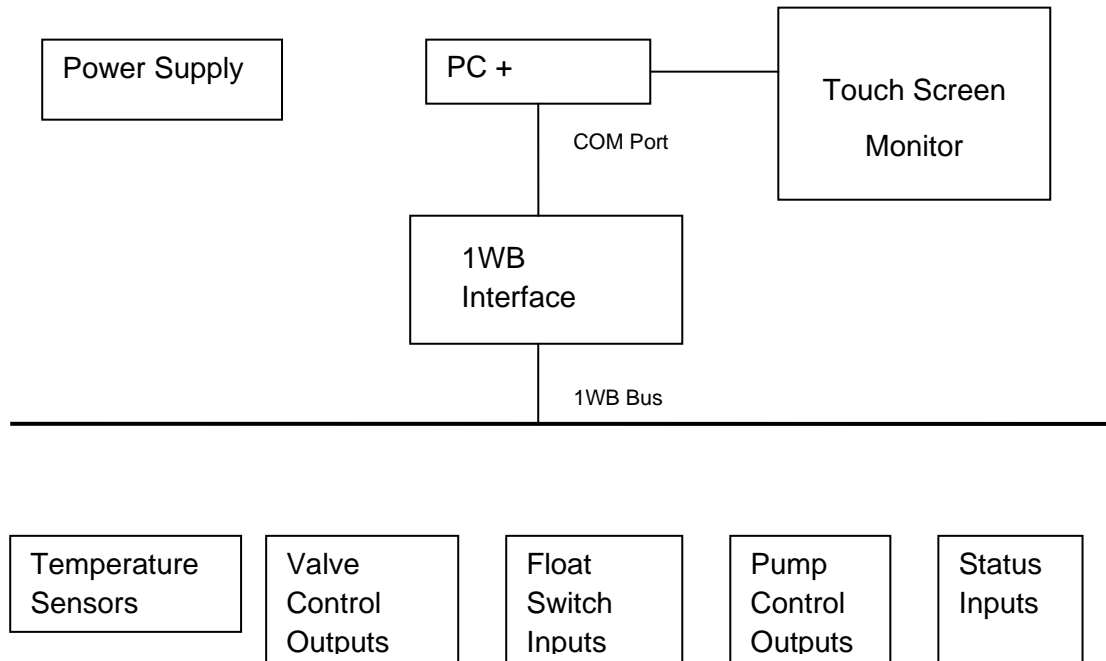 Power Supply
PC +
Touch Screen
Monitor
COM Port
1WB
Interface
1WB Bus
Temperature
Sensors
Valve
Control
Outputs
Float
Switch
Inputs
Pump
Control
Outputs
Status
Inputs